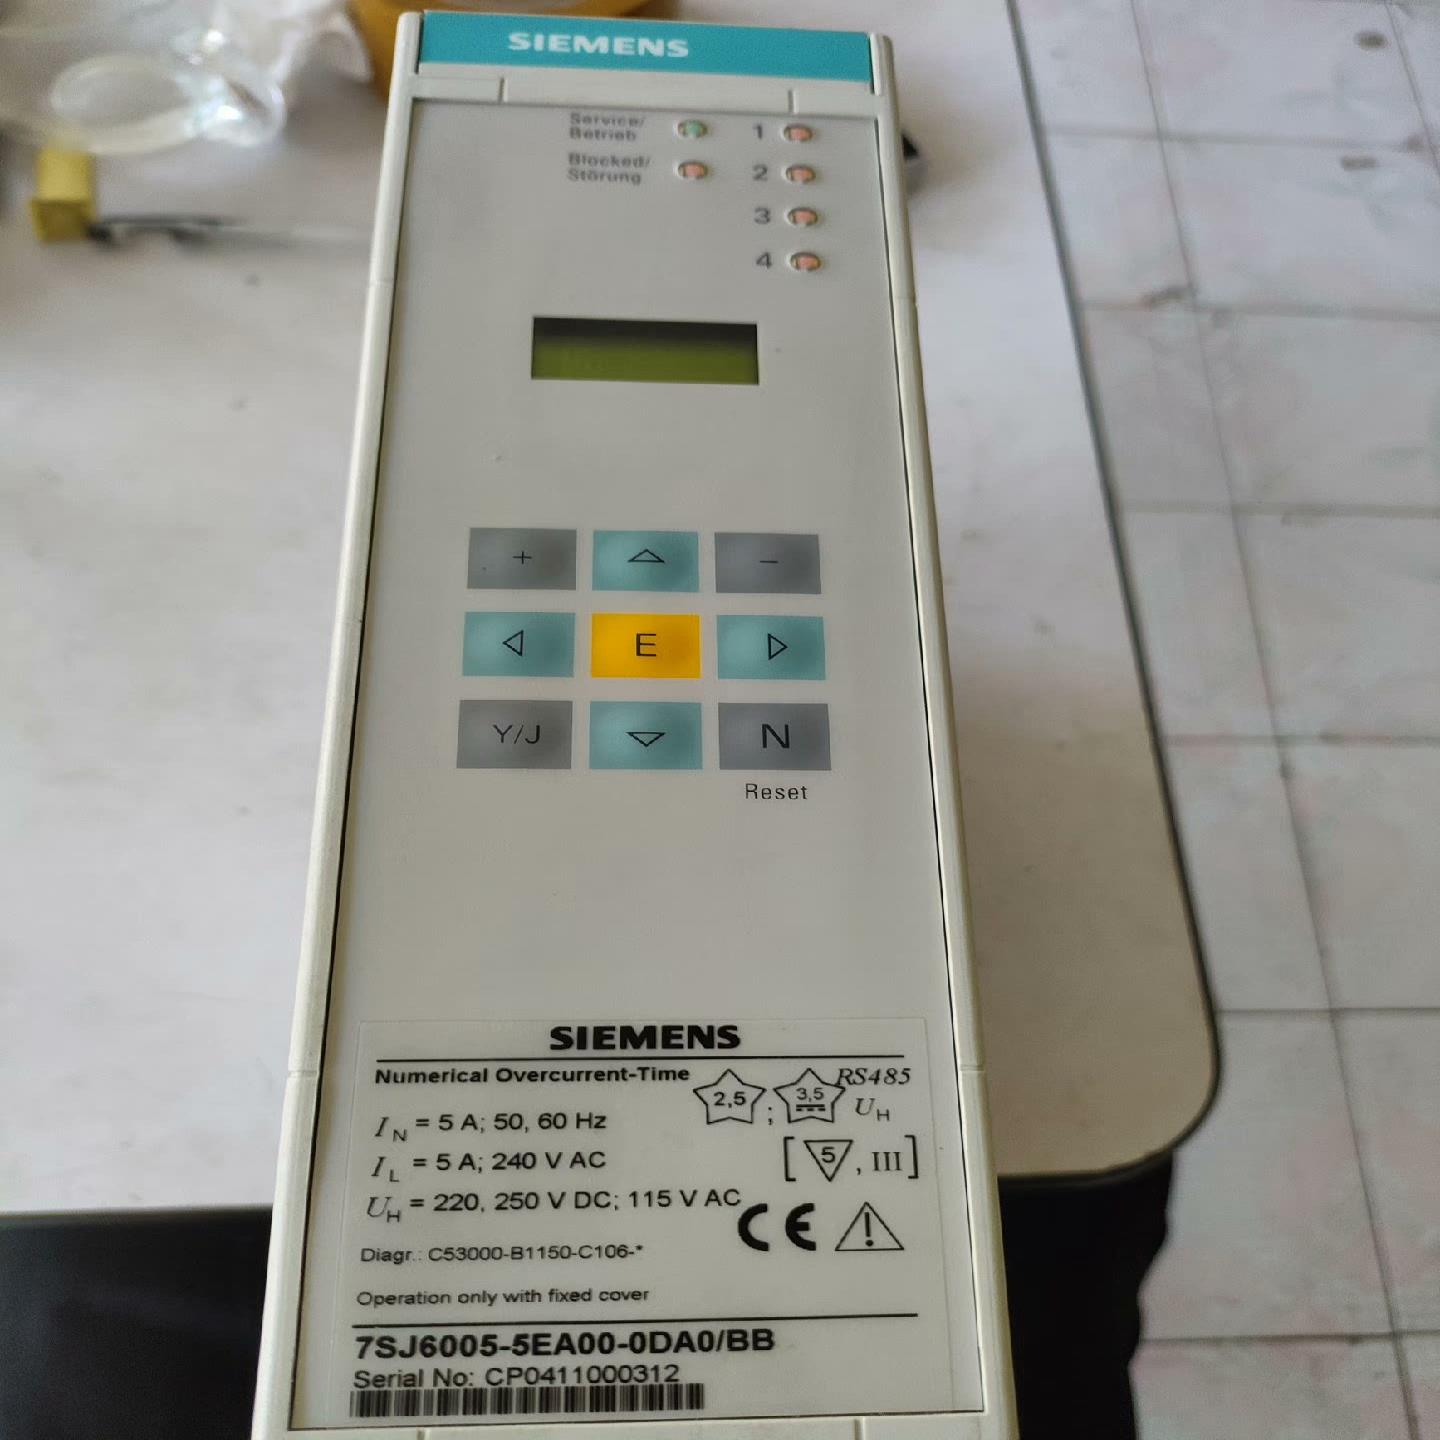 SIEMENS
Service/ 1
Betrieb
Blocked/ 2
Störung
3
4
+ −
E
Y/J N
Reset
SIEMENS
Numerical Overcurrent-Time
2,5 ; 3,5 RS485
UH
IN = 5 A; 50, 60 Hz
IL = 5 A; 240 V AC [ 5 , III ]
UH = 220, 250 V DC; 115 V AC
CE !
Diagr.: C53000-B1150-C106-*
Operation only with fixed cover
7SJ6005-5EA00-0DA0/BB
Serial No: CP0411000312